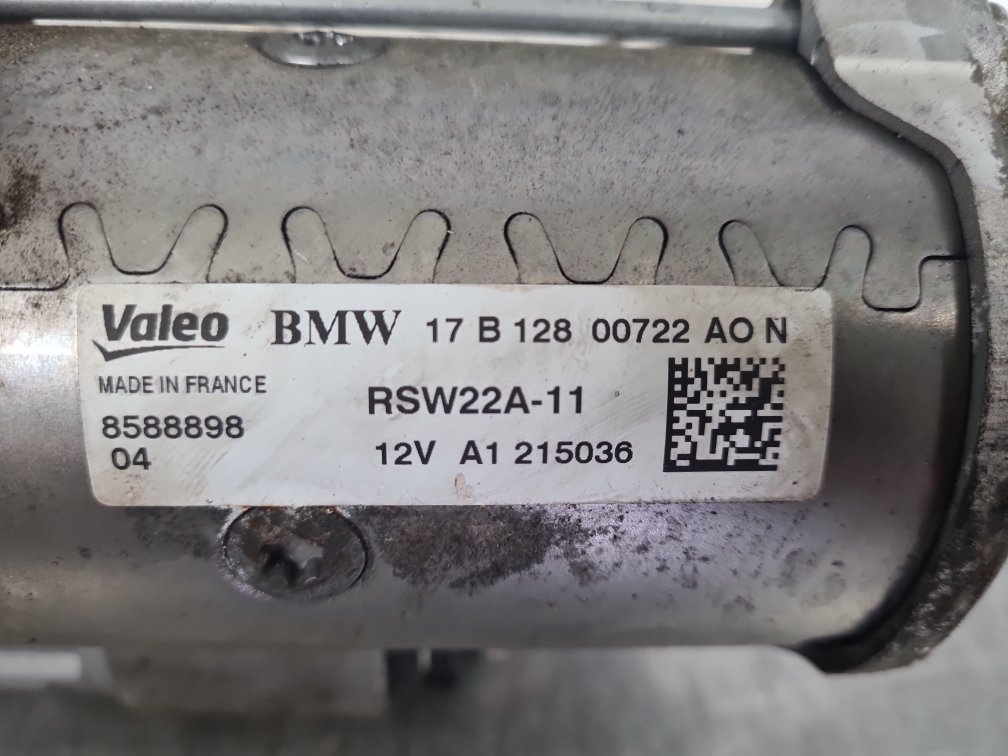 Valeo BMW 17 B 128 00722 AO N
MADE IN FRANCE
RSW22A-11
8588898
04
12V A1 215036